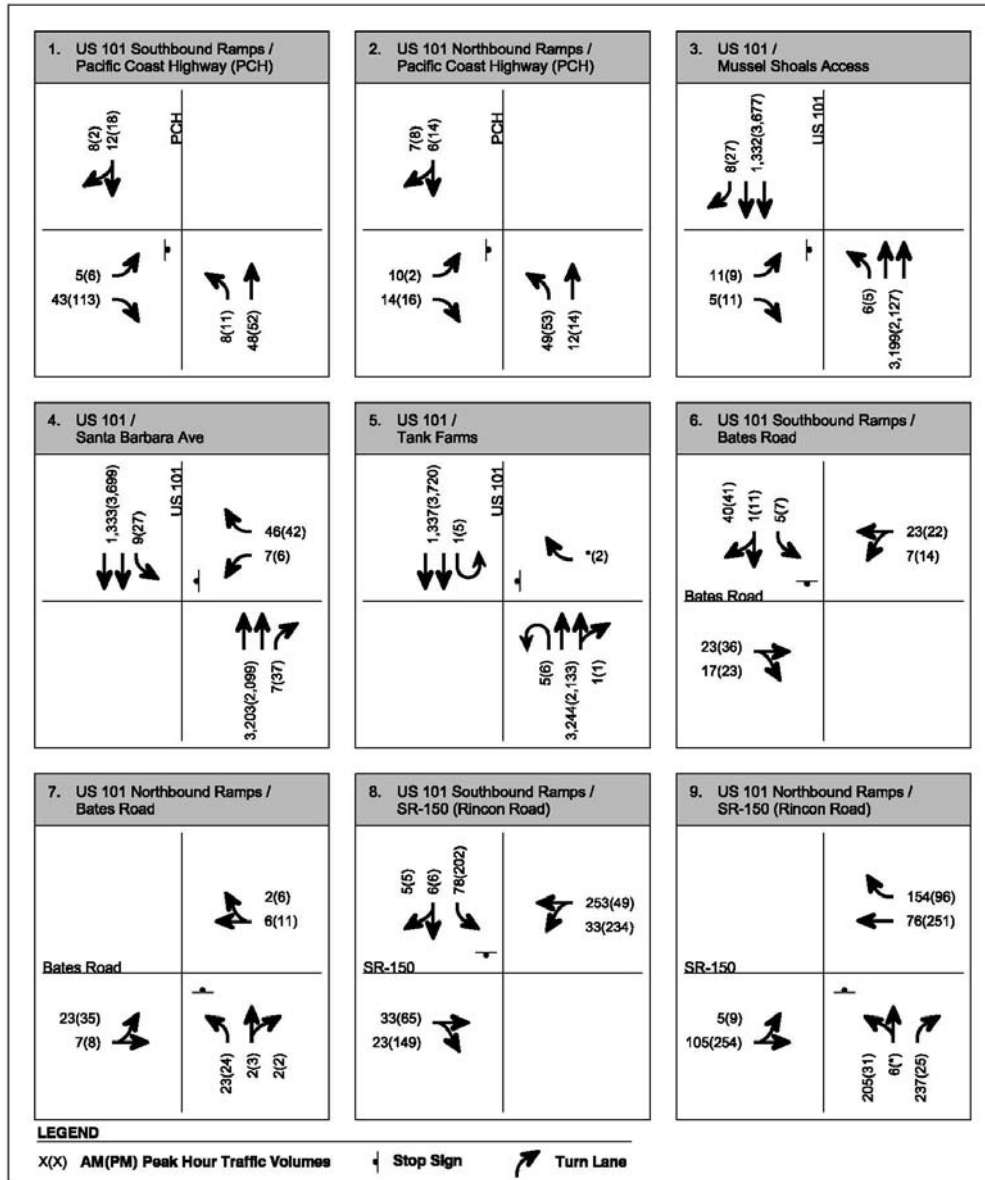 1. US 101 Southbound Ramps /
Pacific Coast Highway (PCH)
8(2)
12(18)
PCH
5(6)
43(113)
8(11)
48(52)
2. US 101 Northbound Ramps /
Pacific Coast Highway (PCH)
7(8)
6(14)
PCH
10(2)
14(16)
49(53)
12(14)
3. US 101 /
Mussel Shoals Access
8(27)
1,332(3,677)
US 101
11(9)
5(11)
6(5)
3,199(2,127)
4. US 101 /
Santa Barbara Ave
1,333(3,699)
9(27)
US 101
46(42)
7(6)
3,203(2,099)
7(37)
5. US 101 /
Tank Farms
1,337(3,720)
1(5)
US 101
*(2)
5(6)
3,244(2,133)
1(1)
6. US 101 Southbound Ramps /
Bates Road
40(41)
1(11)
5(7)
23(22)
7(14)
Bates Road
23(36)
17(23)
7. US 101 Northbound Ramps /
Bates Road
2(6)
6(11)
Bates Road
23(35)
7(8)
23(24)
2(3)
2(2)
8. US 101 Southbound Ramps /
SR-150 (Rincon Road)
5(5)
6(6)
78(202)
253(49)
33(234)
SR-150
33(65)
23(149)
9. US 101 Northbound Ramps /
SR-150 (Rincon Road)
154(96)
76(251)
SR-150
5(9)
105(254)
205(31)
6(*)
237(25)
LEGEND
X(X) AM(PM) Peak Hour Traffic Volumes Stop Sign Turn Lane